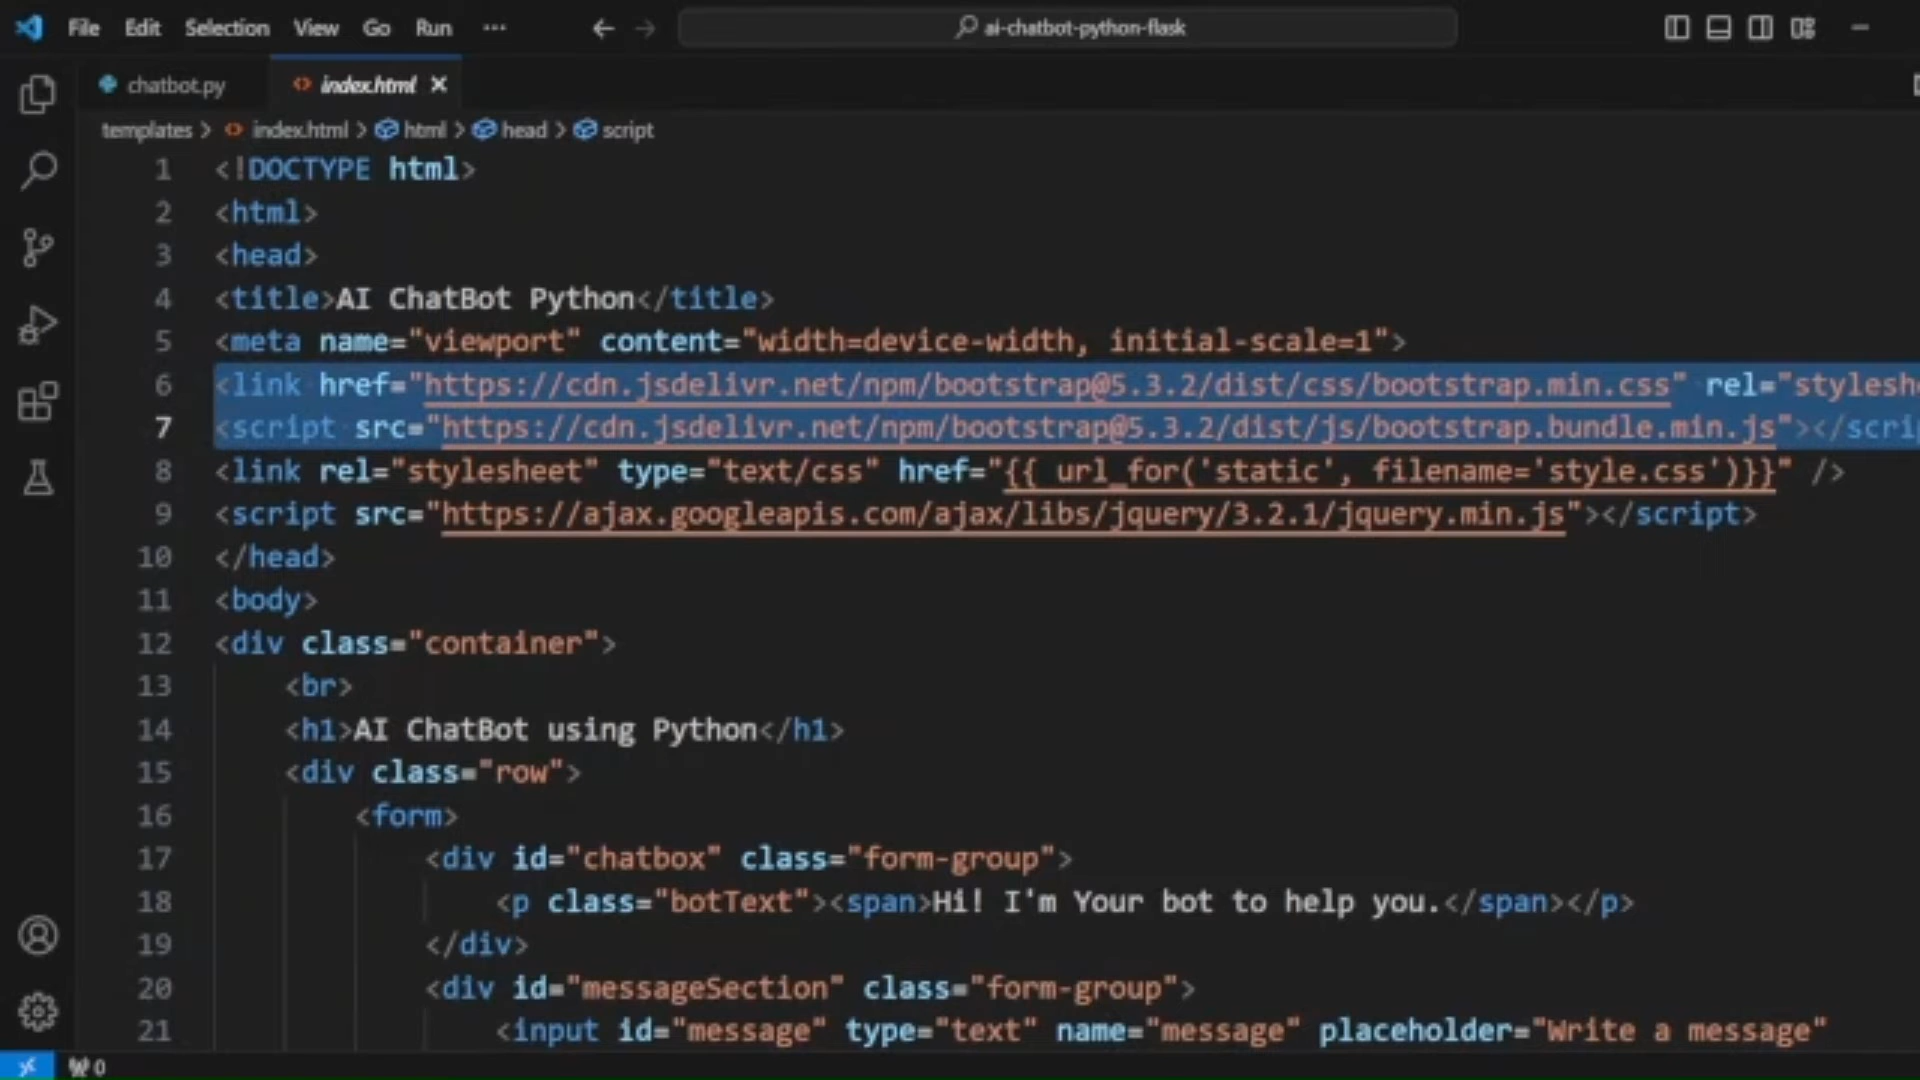 File Edit Selection View Go Run ··· ai-chatbot-python-flask
chatbot.py index.html
templates > index.html > html > head > script
1 <!DOCTYPE html>
2 <html>
3 <head>
4 <title>AI ChatBot Python</title>
5 <meta name="viewport" content="width=device-width, initial-scale=1">
6 <link href="https://cdn.jsdelivr.net/npm/bootstrap@5.3.2/dist/css/bootstrap.min.css" rel="stylesh
7 <script src="https://cdn.jsdelivr.net/npm/bootstrap@5.3.2/dist/js/bootstrap.bundle.min.js"></scri
8 <link rel="stylesheet" type="text/css" href="{{ url_for('static', filename='style.css')}}" />
9 <script src="https://ajax.googleapis.com/ajax/libs/jquery/3.2.1/jquery.min.js"></script>
10 </head>
11 <body>
12 <div class="container">
13 <br>
14 <h1>AI ChatBot using Python</h1>
15 <div class="row">
16 <form>
17 <div id="chatbox" class="form-group">
18 <p class="botText"><span>Hi! I'm Your bot to help you.</span></p>
19 </div>
20 <div id="messageSection" class="form-group">
21 <input id="message" type="text" name="message" placeholder="Write a message"
0